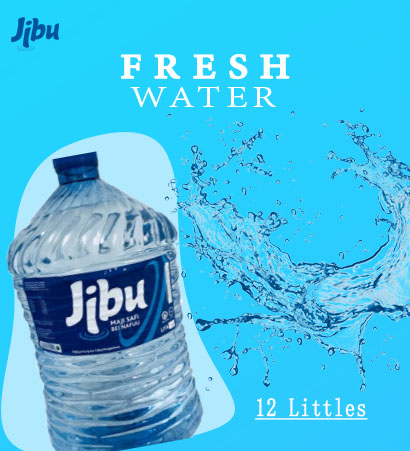 Jibu
FRESH
WATER
Jibu
MAJI SAFI
BEI NAFUU
12 Littles